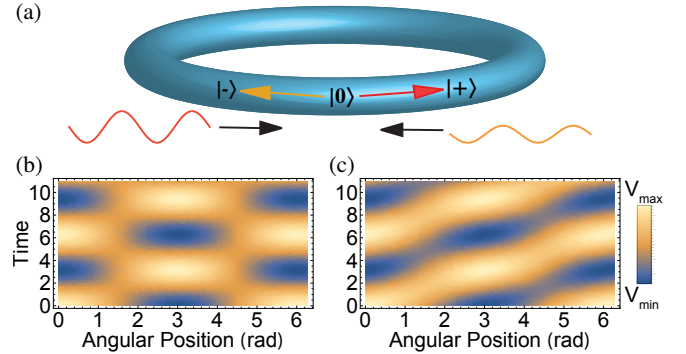 (a)
|-⟩ |0⟩ |+⟩
(b) (c)
10
8
6
4
2
0
Time
0 1 2 3 4 5 6
Angular Position (rad)
10
8
6
4
2
0
0 1 2 3 4 5 6
Angular Position (rad)
V_max
V_min